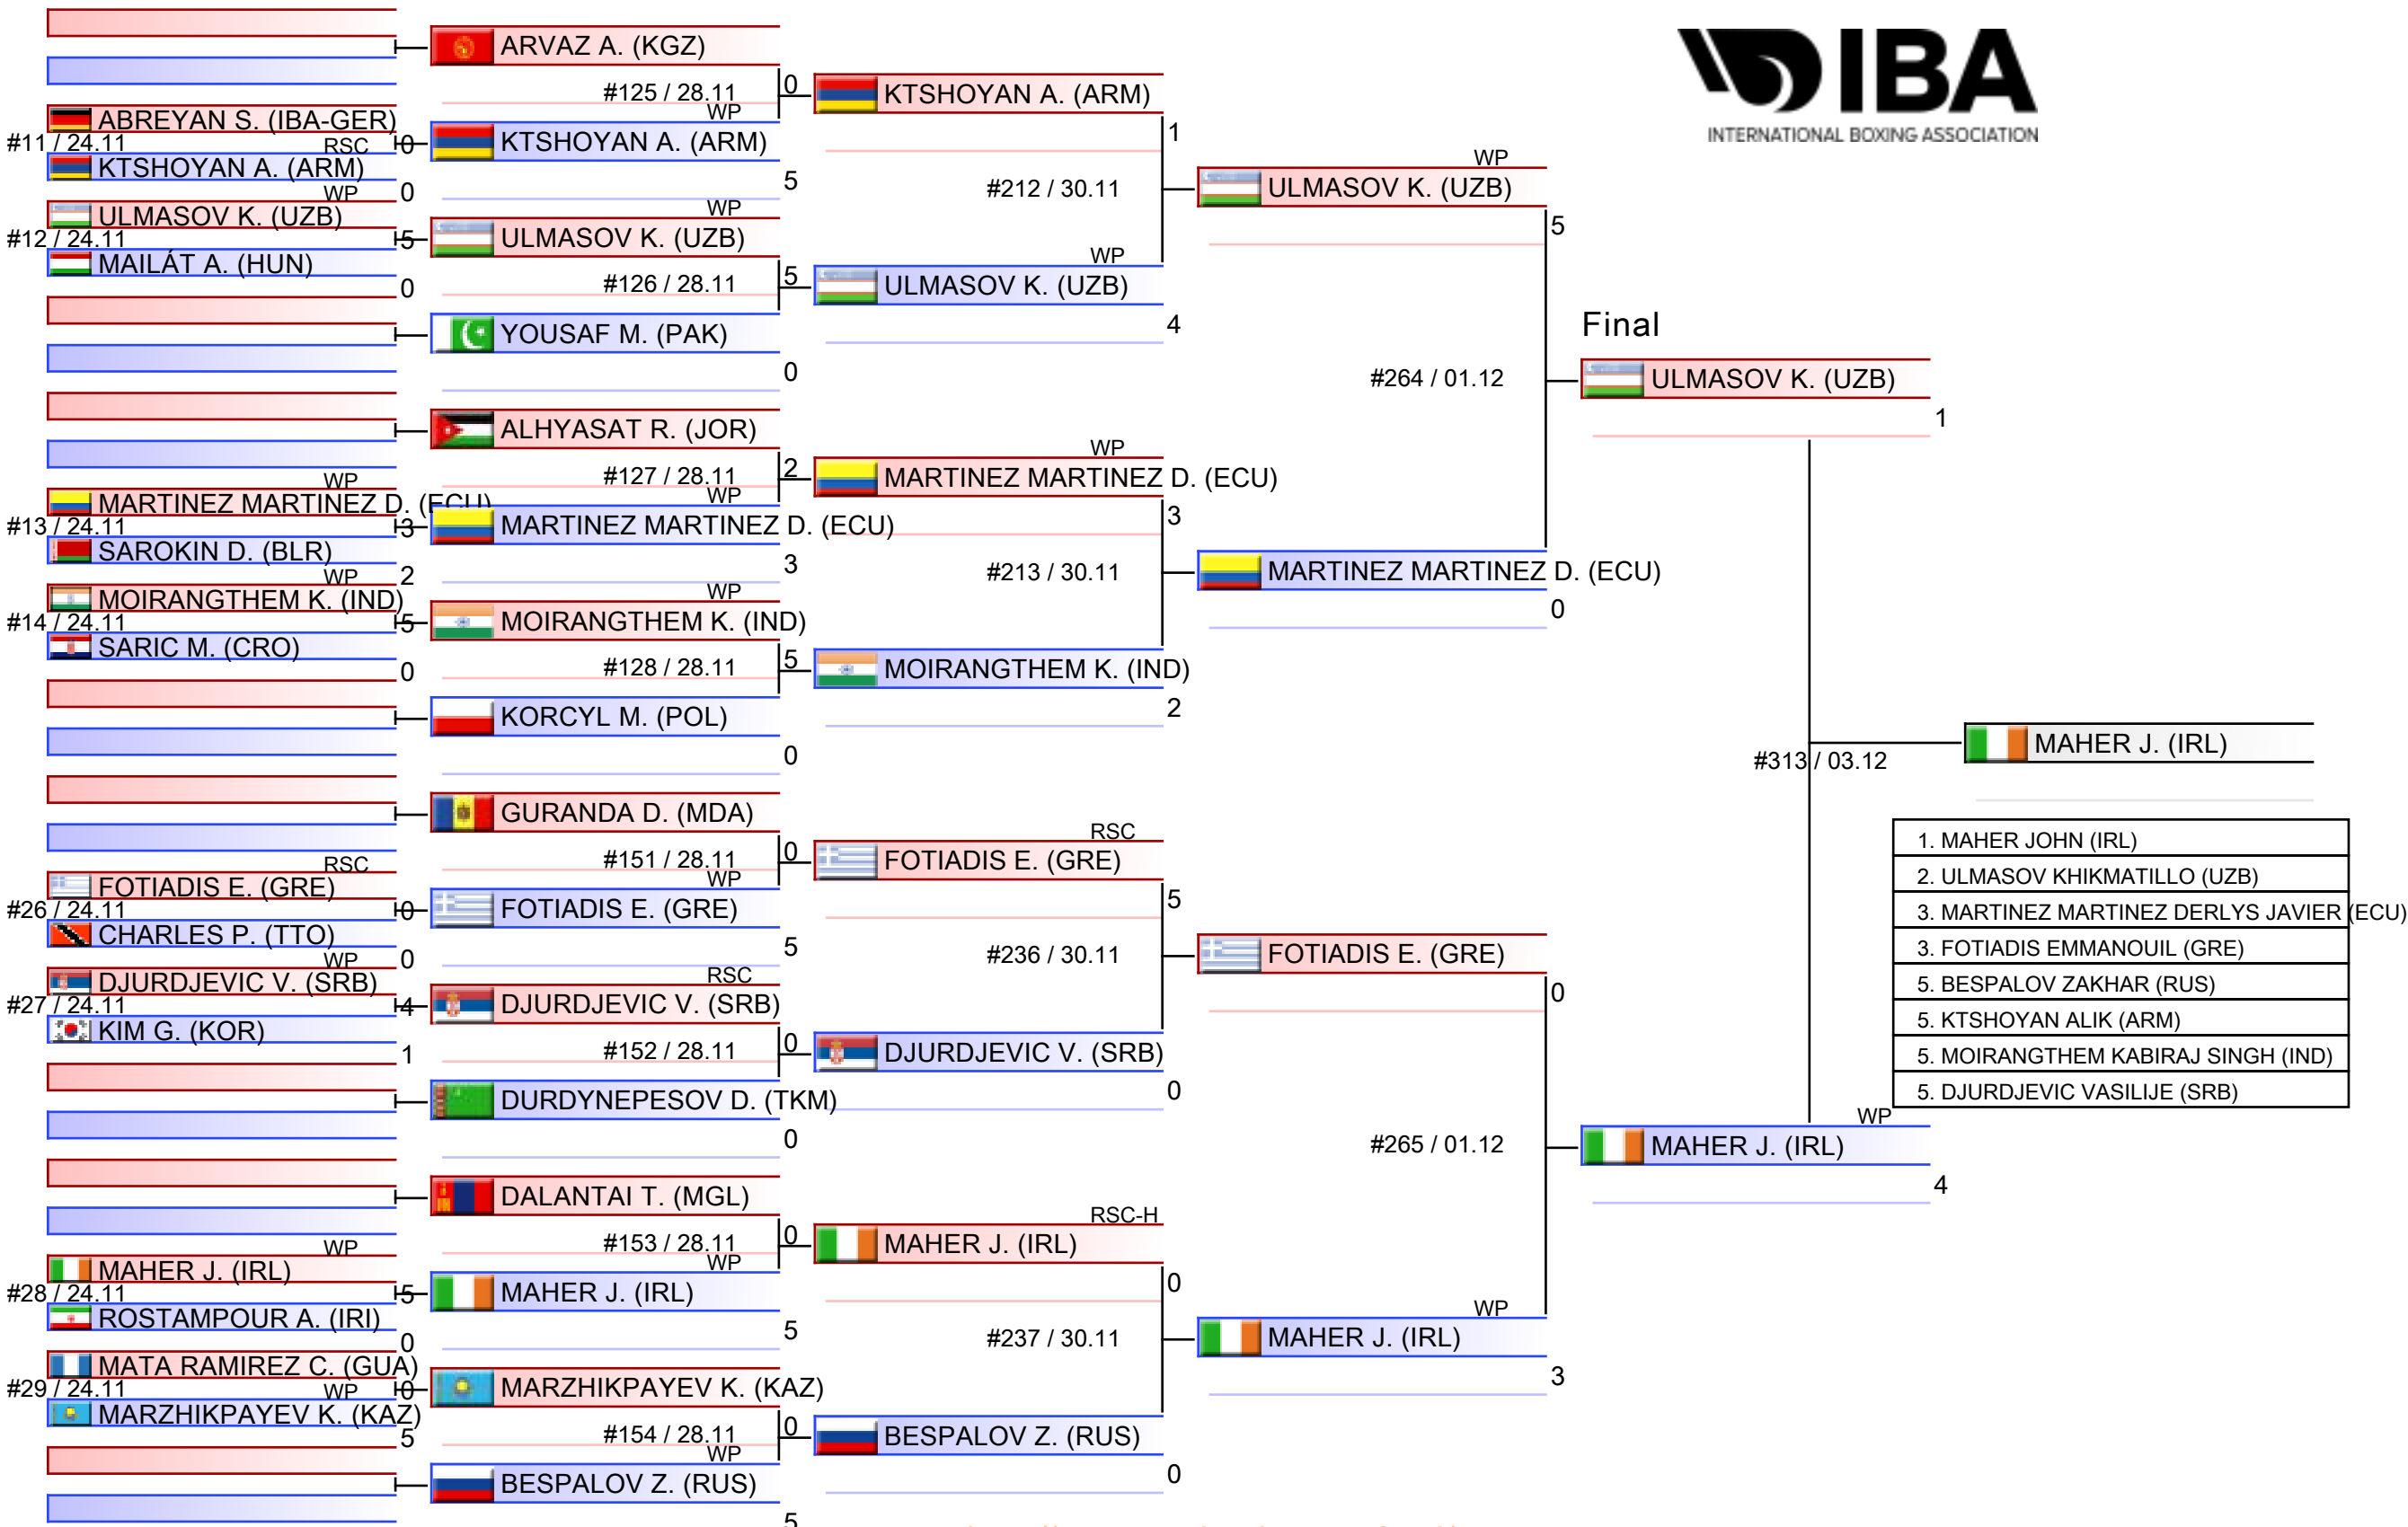 IBA
INTERNATIONAL BOXING ASSOCIATION
ABREYAN S. (IBA-GER)
#11 / 24.11
RSC
0
KTSHOYAN A. (ARM)
0
WP
ULMASOV K. (UZB)
#12 / 24.11
5
MAILÁT A. (HUN)
0
WP
MARTINEZ MARTINEZ D. (ECU)
#13 / 24.11
3
SAROKIN D. (BLR)
2
WP
MOIRANGTHEM K. (IND)
#14 / 24.11
5
SARIC M. (CRO)
0
RSC
FOTIADIS E. (GRE)
#26 / 24.11
0
CHARLES P. (TTO)
0
WP
DJURDJEVIC V. (SRB)
#27 / 24.11
4
KIM G. (KOR)
1
WP
MAHER J. (IRL)
#28 / 24.11
5
ROSTAMPOUR A. (IRI)
0
MATA RAMIREZ C. (GUA)
#29 / 24.11
WP
0
MARZHIKPAYEV K. (KAZ)
5
ARVAZ A. (KGZ)
0
#125 / 28.11
WP
KTSHOYAN A. (ARM)
5
WP
ULMASOV K. (UZB)
5
#126 / 28.11
YOUSAF M. (PAK)
0
ALHYASAT R. (JOR)
2
#127 / 28.11
WP
MARTINEZ MARTINEZ D. (ECU)
3
WP
MOIRANGTHEM K. (IND)
5
#128 / 28.11
KORCYL M. (POL)
0
GURANDA D. (MDA)
0
#151 / 28.11
WP
FOTIADIS E. (GRE)
5
RSC
DJURDJEVIC V. (SRB)
0
#152 / 28.11
DURDYNEPESOV D. (TKM)
0
DALANTAI T. (MGL)
0
#153 / 28.11
WP
MAHER J. (IRL)
5
MARZHIKPAYEV K. (KAZ)
0
#154 / 28.11
WP
BESPALOV Z. (RUS)
5
KTSHOYAN A. (ARM)
1
#212 / 30.11
WP
ULMASOV K. (UZB)
4
WP
MARTINEZ MARTINEZ D. (ECU)
3
#213 / 30.11
MOIRANGTHEM K. (IND)
2
RSC
FOTIADIS E. (GRE)
5
#236 / 30.11
DJURDJEVIC V. (SRB)
0
RSC-H
MAHER J. (IRL)
0
#237 / 30.11
BESPALOV Z. (RUS)
0
WP
ULMASOV K. (UZB)
5
#264 / 01.12
MARTINEZ MARTINEZ D. (ECU)
0
FOTIADIS E. (GRE)
0
#265 / 01.12
WP
MAHER J. (IRL)
3
Final
ULMASOV K. (UZB)
1
#313 / 03.12
WP
MAHER J. (IRL)
4
MAHER J. (IRL)
1. MAHER JOHN (IRL)
2. ULMASOV KHIKMATILLO (UZB)
3. MARTINEZ MARTINEZ DERLYS JAVIER (ECU)
3. FOTIADIS EMMANOUIL (GRE)
5. BESPALOV ZAKHAR (RUS)
5. KTSHOYAN ALIK (ARM)
5. MOIRANGTHEM KABIRAJ SINGH (IND)
5. DJURDJEVIC VASILIJE (SRB)